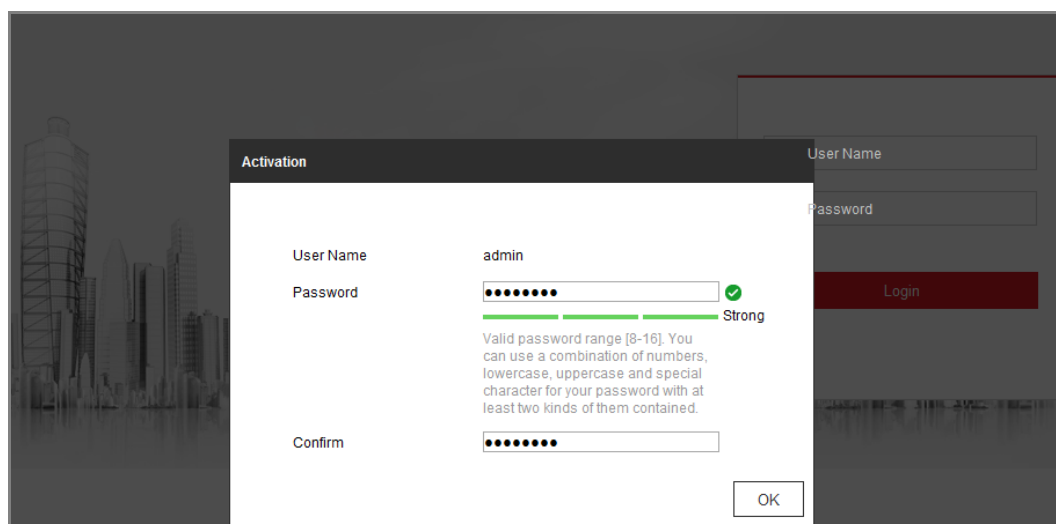 Activation
User Name
Password
Login
User Name admin
Password ●●●●●●●●
Strong
Valid password range [8-16]. You
can use a combination of numbers,
lowercase, uppercase and special
character for your password with at
least two kinds of them contained.
Confirm ●●●●●●●●
OK